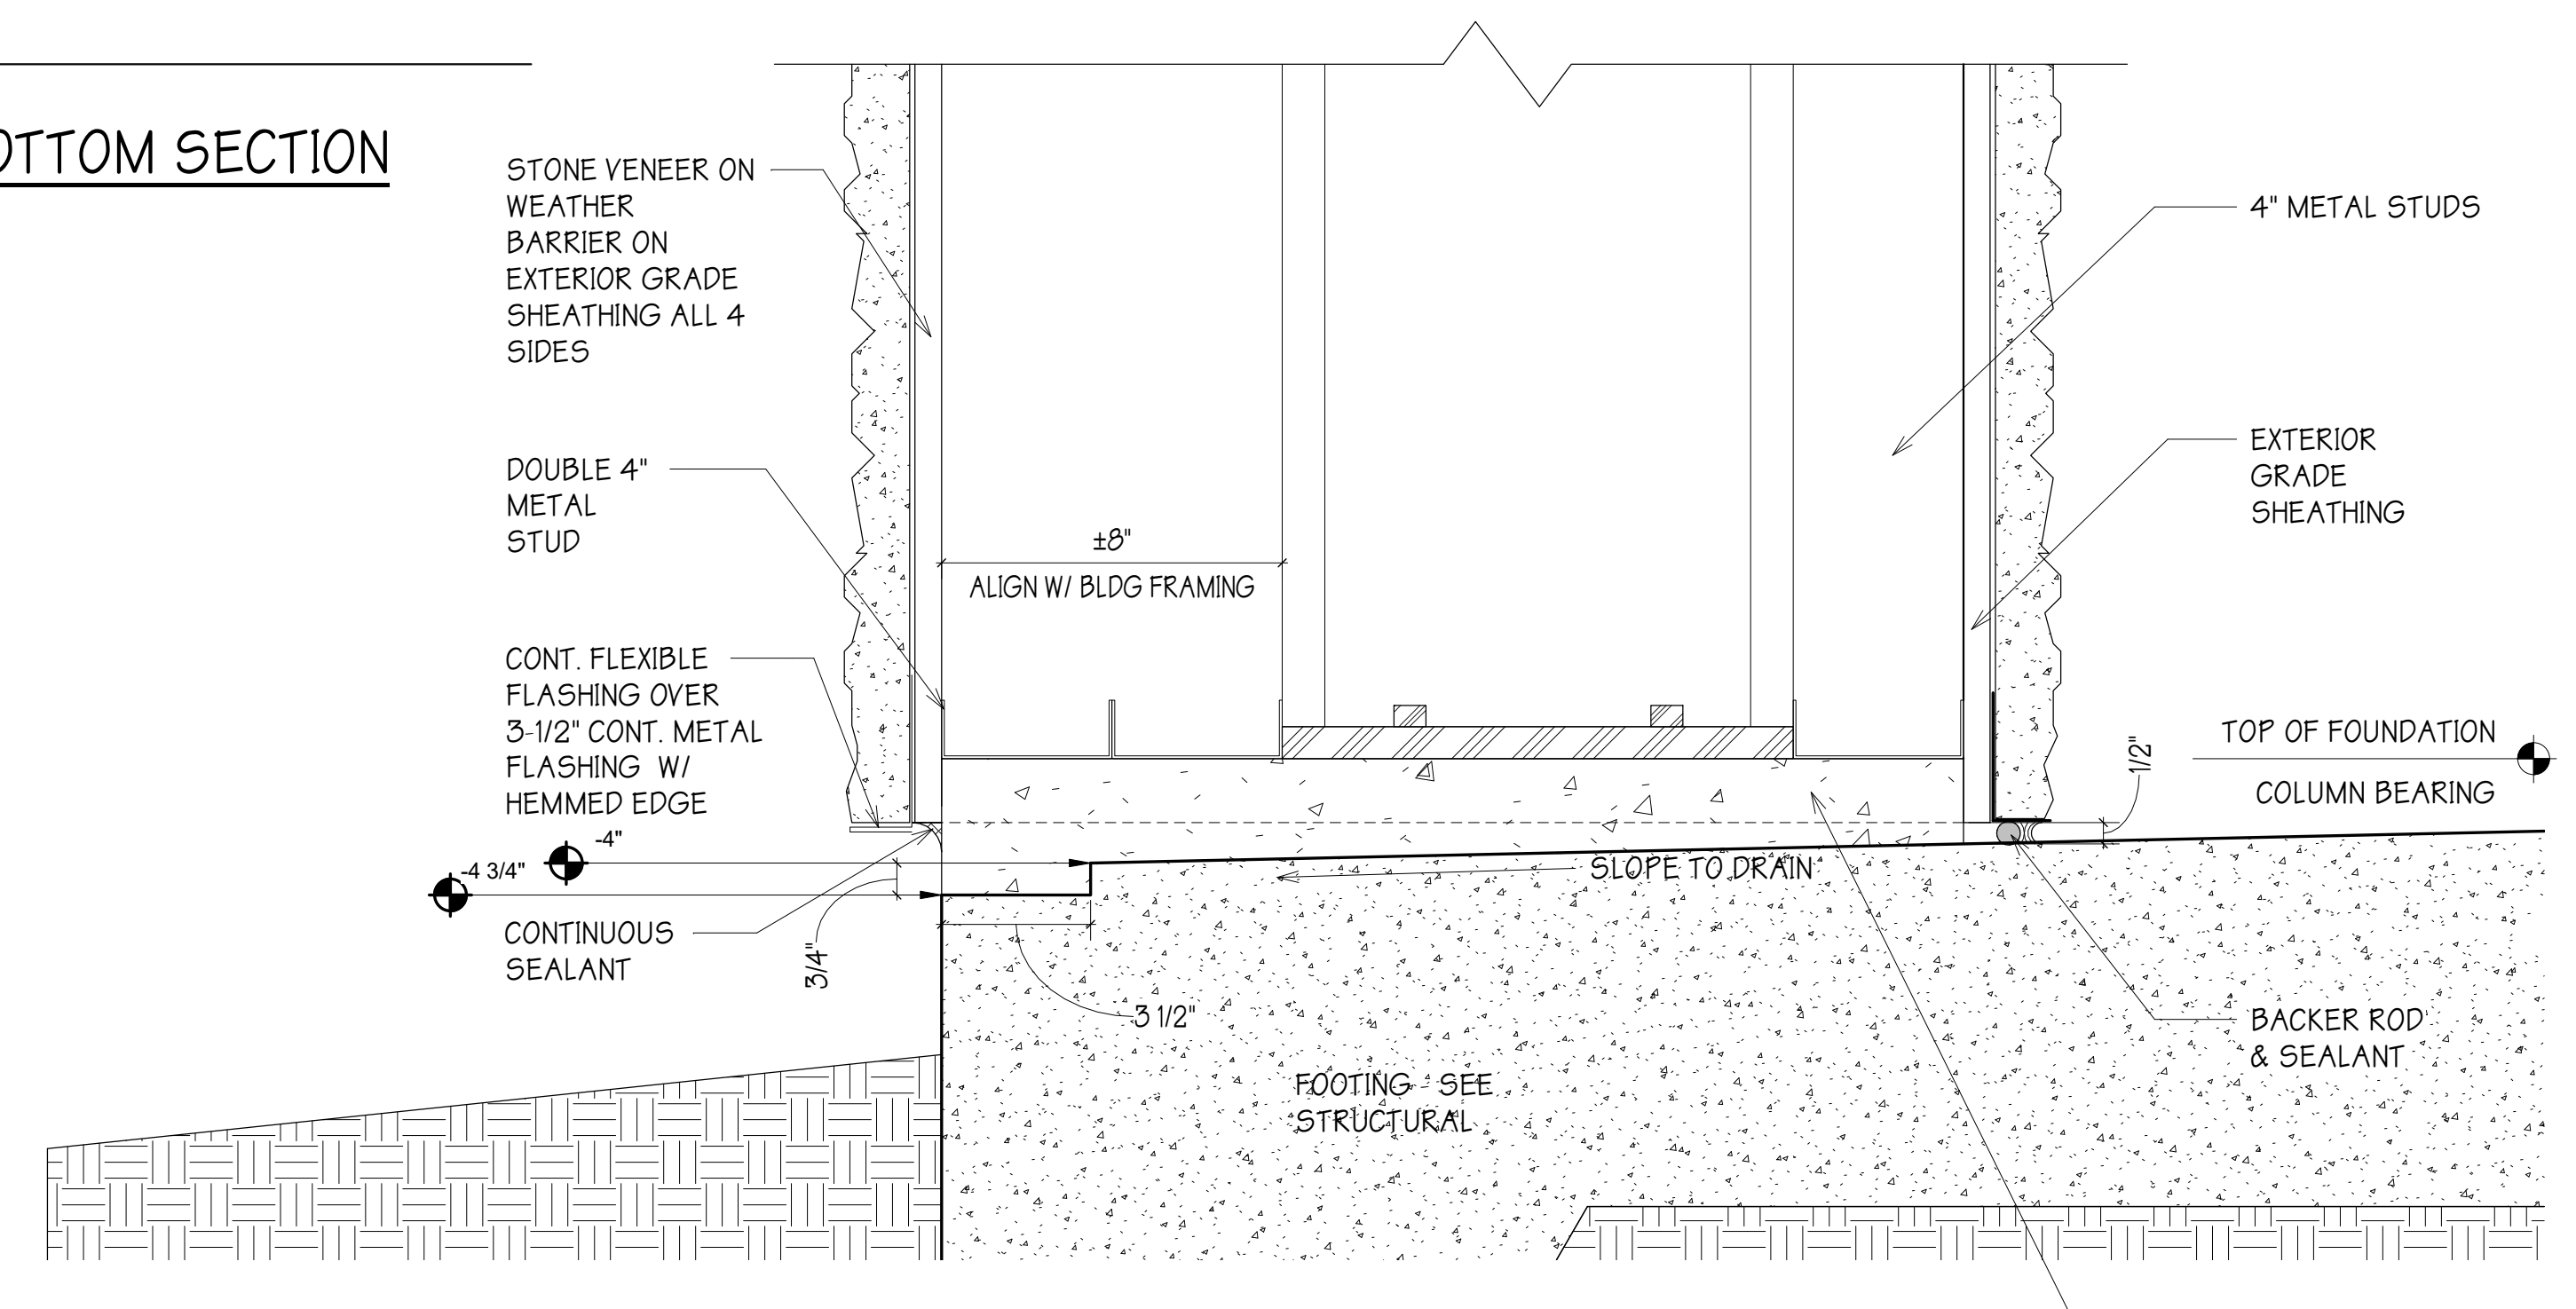 OTTOM SECTION
STONE VENEER ON
WEATHER
BARRIER ON
EXTERIOR GRADE
SHEATHING ALL 4
SIDES
DOUBLE 4"
METAL
STUD
CONT. FLEXIBLE
FLASHING OVER
3-1/2" CONT. METAL
FLASHING W/
HEMMED EDGE
-4"
-4 3/4"
CONTINUOUS
SEALANT
3/4"
3 1/2"
±8"
ALIGN W/ BLDG FRAMING
SLOPE TO DRAIN
FOOTING - SEE
STRUCTURAL
4" METAL STUDS
EXTERIOR
GRADE
SHEATHING
1/2"
TOP OF FOUNDATION
COLUMN BEARING
BACKER ROD
& SEALANT